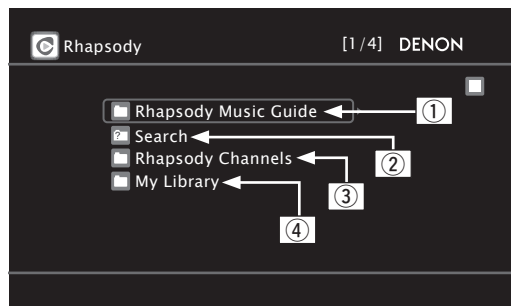 Rhapsody [1/4] DENON
Rhapsody Music Guide ①
? Search ②
Rhapsody Channels ③
My Library ④